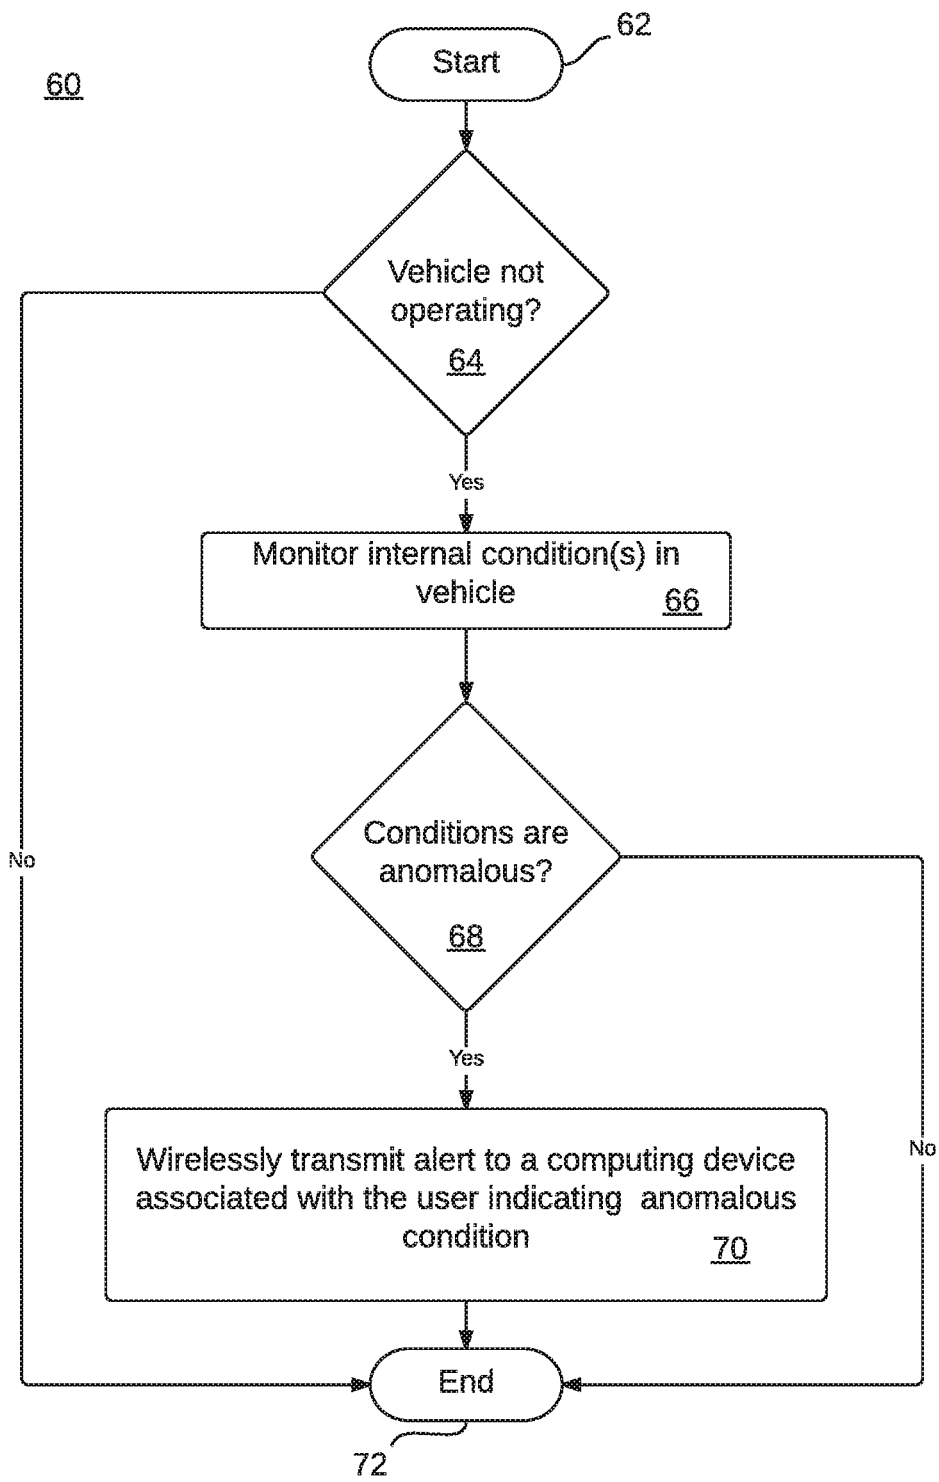 62
Start
60
Vehicle not
operating?
64
Yes
Monitor internal condition(s) in
vehicle
66
Conditions are
anomalous?
No
68
Yes
Wirelessly transmit alert to a computing device
associated with the user indicating anomalous
condition
No
70
End
72